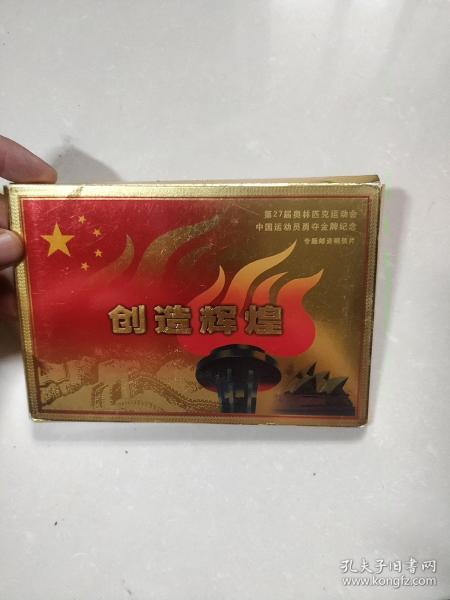 第27届奥林匹克运动会
中国运动员勇夺金牌纪念
专题邮资明信片
创造辉煌
孔夫子旧书网
www.kongfz.com